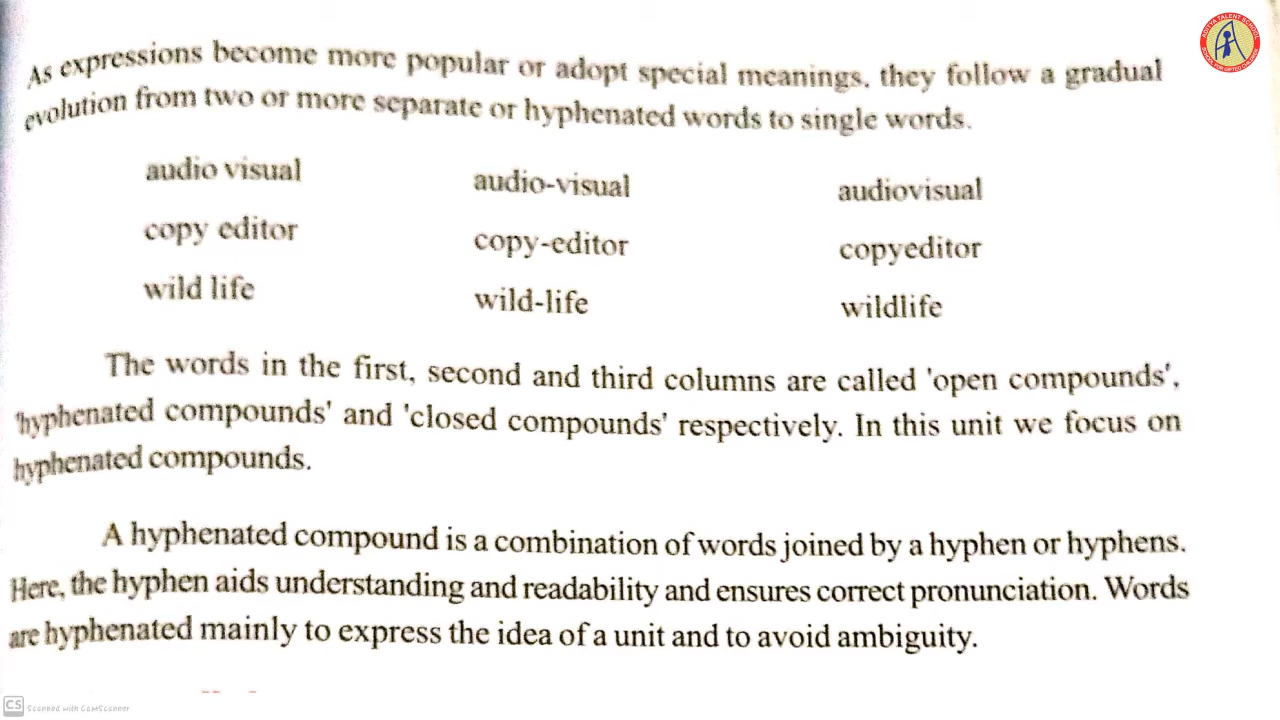 As expressions become more popular or adopt special meanings, they follow a gradual
evolution from two or more separate or hyphenated words to single words.
audio visual audio-visual audiovisual
copy editor copy-editor copyeditor
wild life wild-life wildlife
The words in the first, second and third columns are called 'open compounds',
'hyphenated compounds' and 'closed compounds' respectively. In this unit we focus on
hyphenated compounds.
A hyphenated compound is a combination of words joined by a hyphen or hyphens.
Here, the hyphen aids understanding and readability and ensures correct pronunciation. Words
are hyphenated mainly to express the idea of a unit and to avoid ambiguity.
CS Scanned with CamScanner